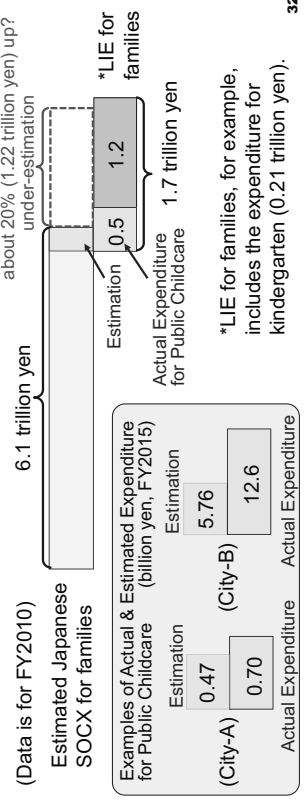 (Data is for FY2010)
6.1 trillion yen
about 20% (1.22 trillion yen) up?
under-estimation
Estimated Japanese
SOCX for families
Estimation
0.5
1.2
*LIE for
families
Actual Expenditure
for Public Childcare
1.7 trillion yen
Examples of Actual & Estimated Expenditure
for Public Childcare
(billion yen, FY2015)
Estimation
Estimation
0.47
5.76
(City-A)
(City-B)
0.70
12.6
Actual Expenditure
Actual Expenditure
*LIE for families, for example,
includes the expenditure for
kindergarten (0.21 trillion yen).
32